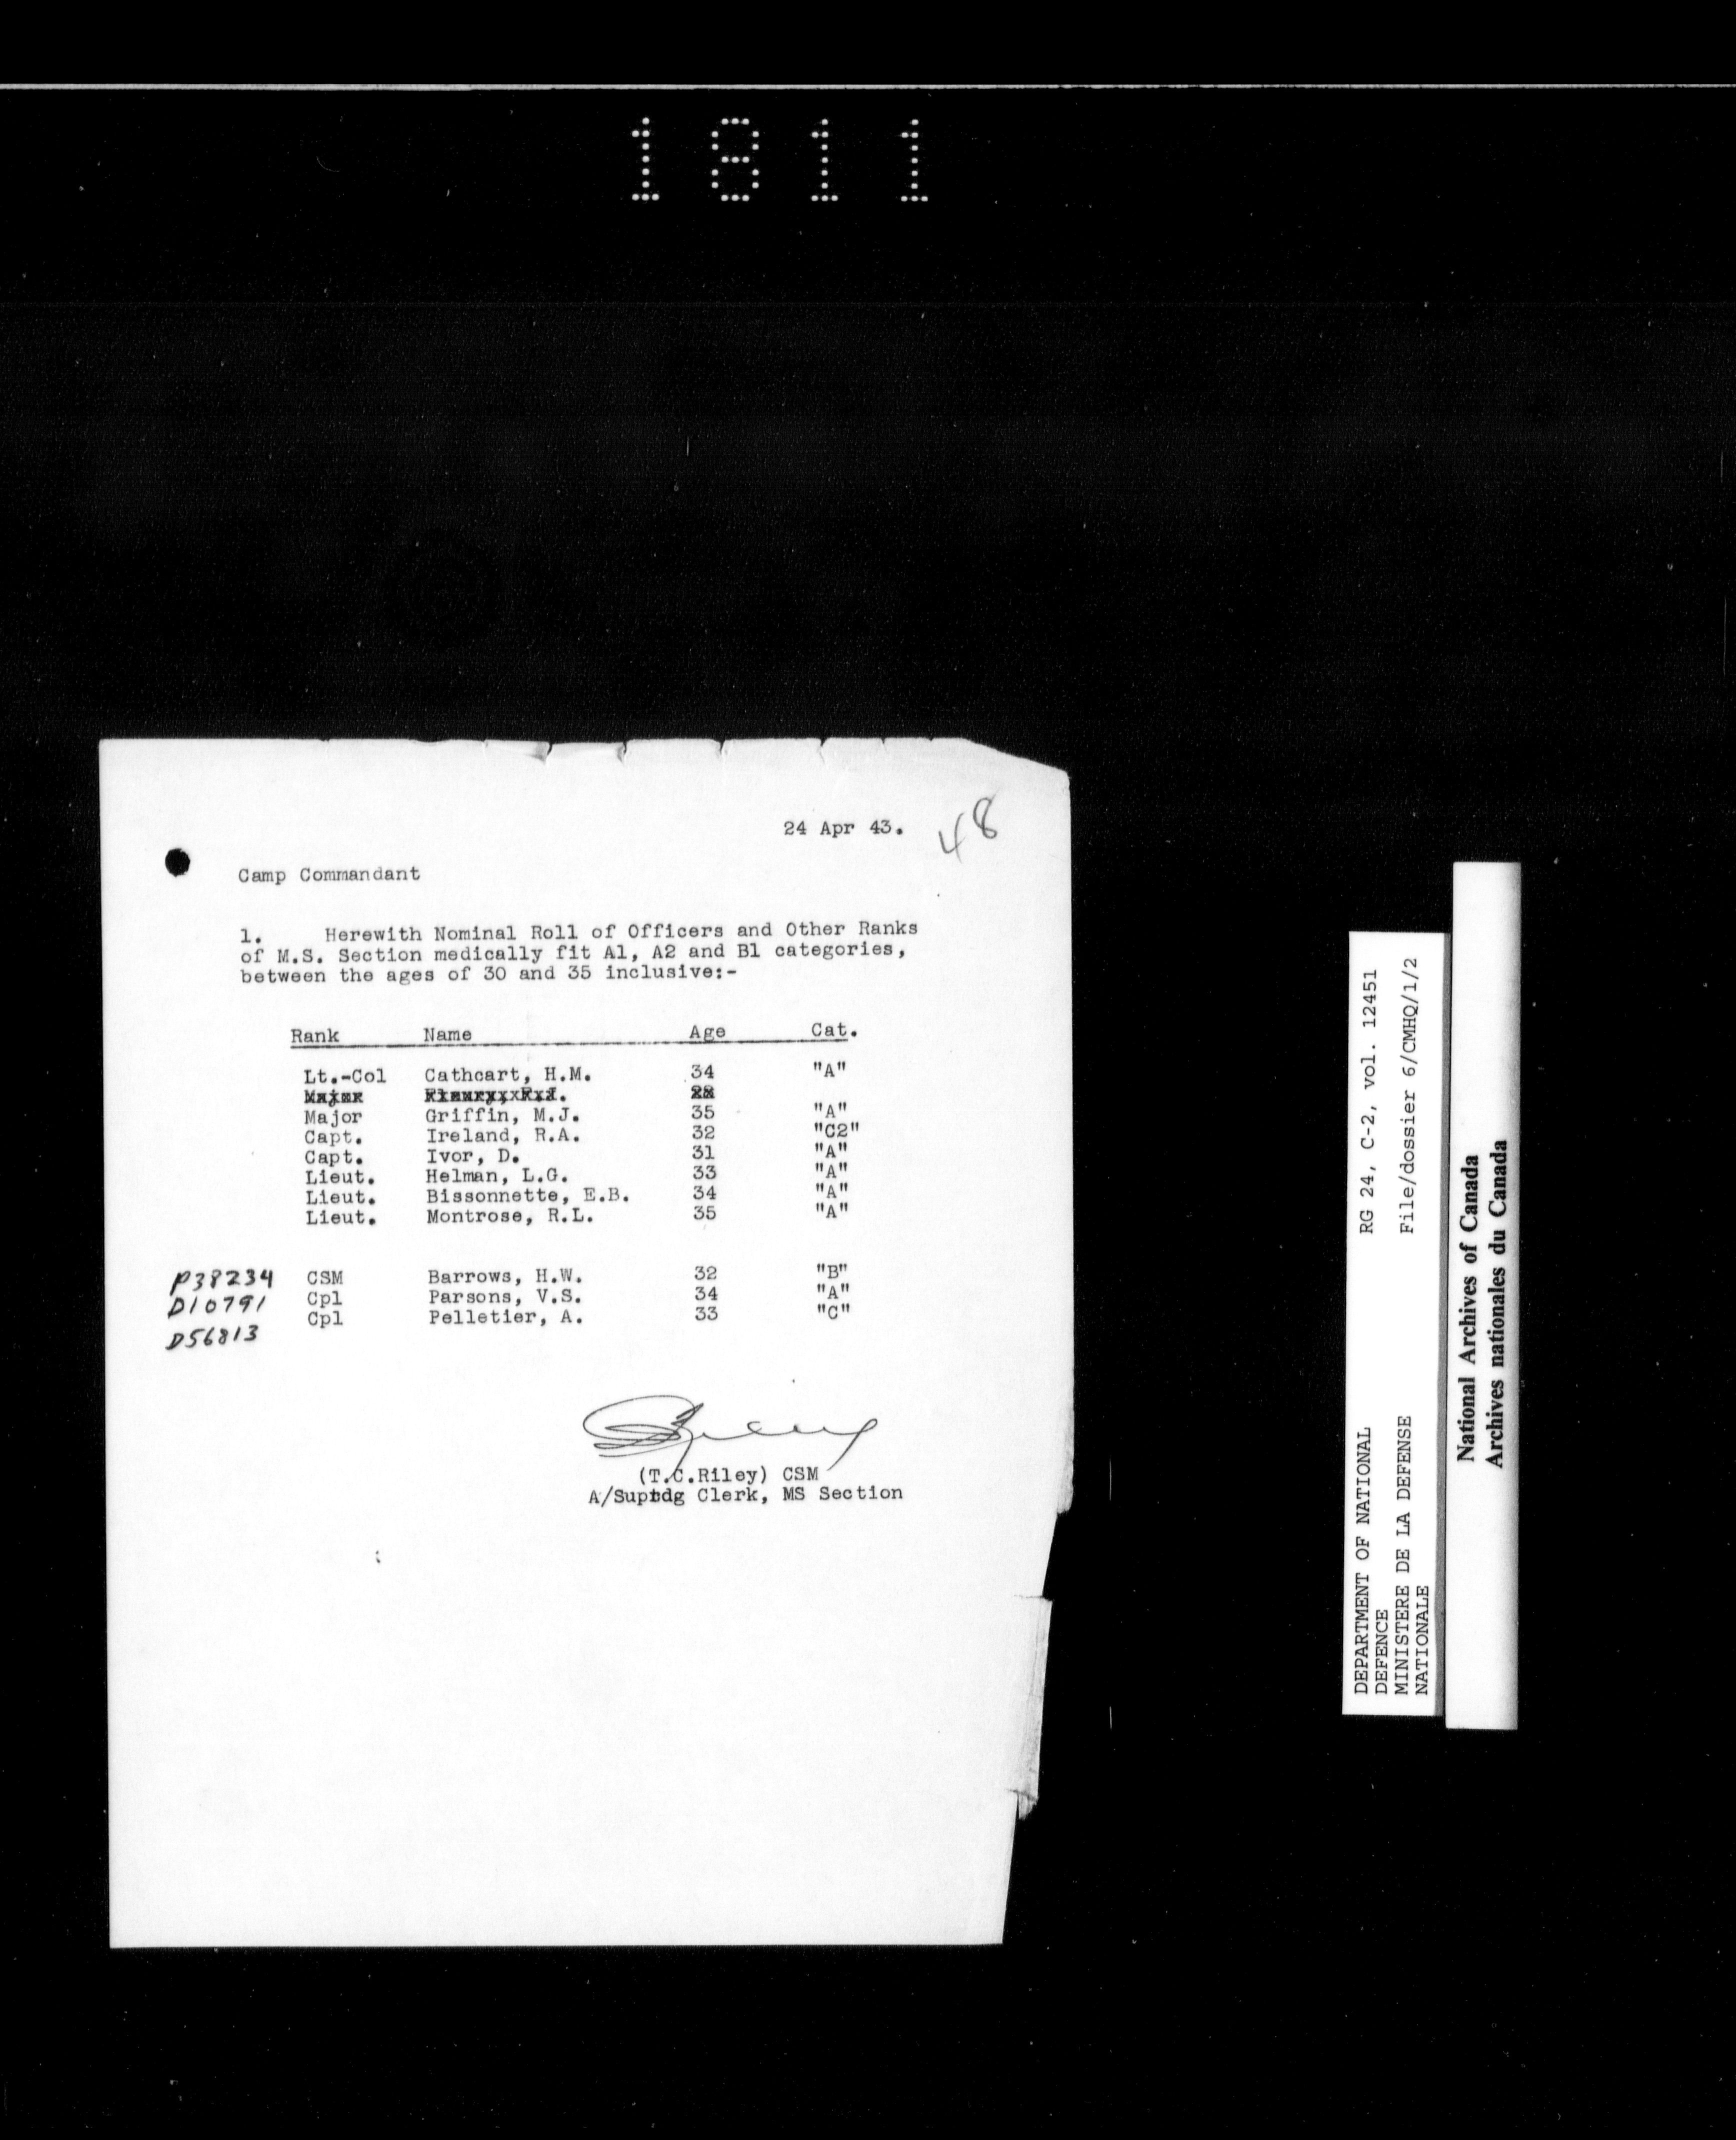 1811
24 Apr 43.
48
Camp Commandant
1. Herewith Nominal Roll of Officers and Other Ranks
of M.S. Section medically fit A1, A2 and B1 categories,
between the ages of 30 and 35 inclusive:-
Rank Name Age Cat.
Lt.-Col Cathcart, H.M. 34 "A"
Major 28
Major Griffin, M.J. 35 "A"
Capt. Ireland, R.A. 32 "C2"
Capt. Ivor, D. 31 "A"
Lieut. Helman, L.G. 33 "A"
Lieut. Bissonnette, E.B. 34 "A"
Lieut. Montrose, R.L. 35 "A"
P38234 CSM Barrows, H.W. 32 "B"
D10791 Cpl Parsons, V.S. 34 "A"
D56813 Cpl Pelletier, A. 33 "C"
(T.C.Riley) CSM
A/Suptdg Clerk, MS Section
DEPARTMENT OF NATIONAL RG 24, C-2, vol. 12451
DEFENCE
MINISTERE DE LA DEFENSE File/dossier 6/CMHQ/1/2
NATIONALE
National Archives of Canada
Archives nationales du Canada